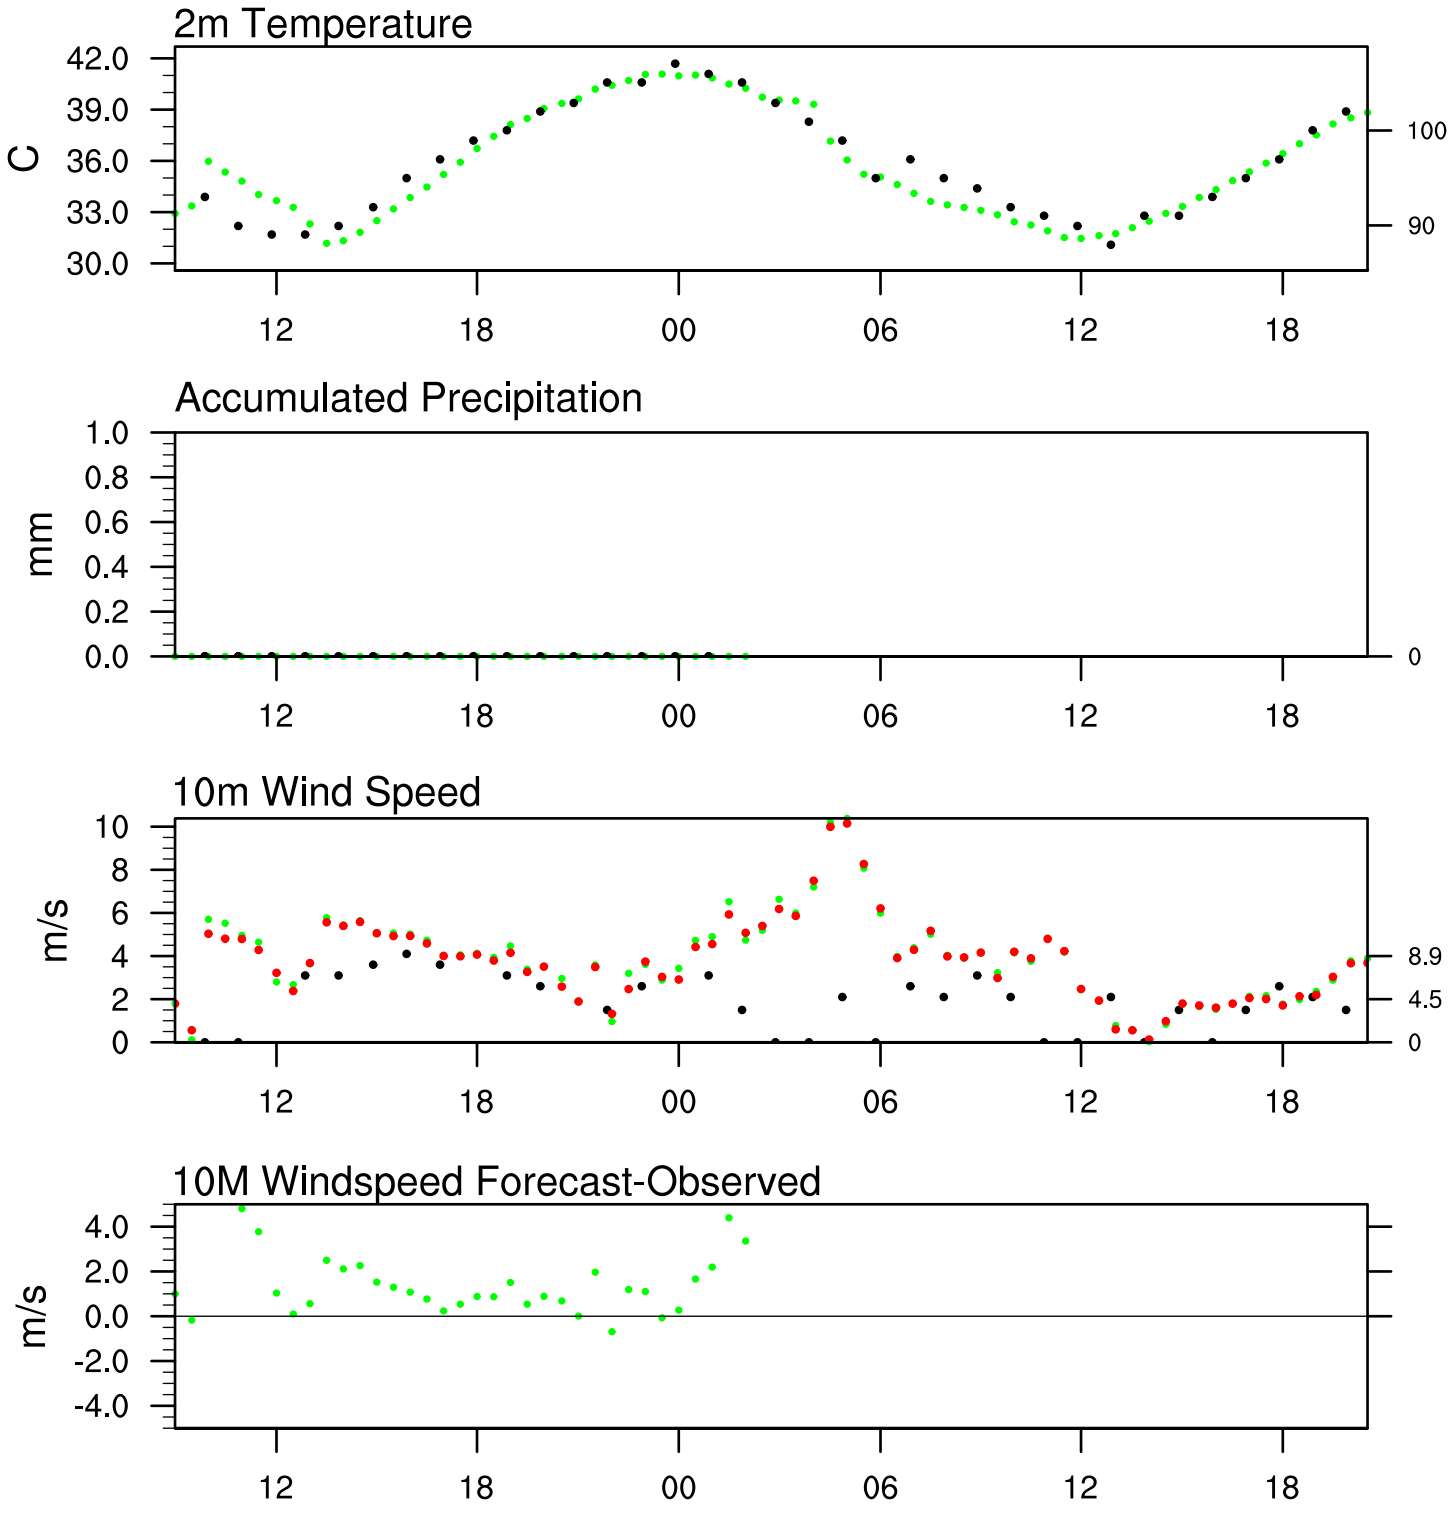 2m Temperature
42.0
39.0
36.0
33.0
30.0
C
100
90
12 18 00 06 12 18
Accumulated Precipitation
1.0
0.8
0.6
0.4
0.2
0.0
mm
0
12 18 00 06 12 18
10m Wind Speed
10
8
6
4
2
0
m/s
8.9
4.5
0
12 18 00 06 12 18
10M Windspeed Forecast-Observed
4.0
2.0
0.0
-2.0
-4.0
m/s
12 18 00 06 12 18